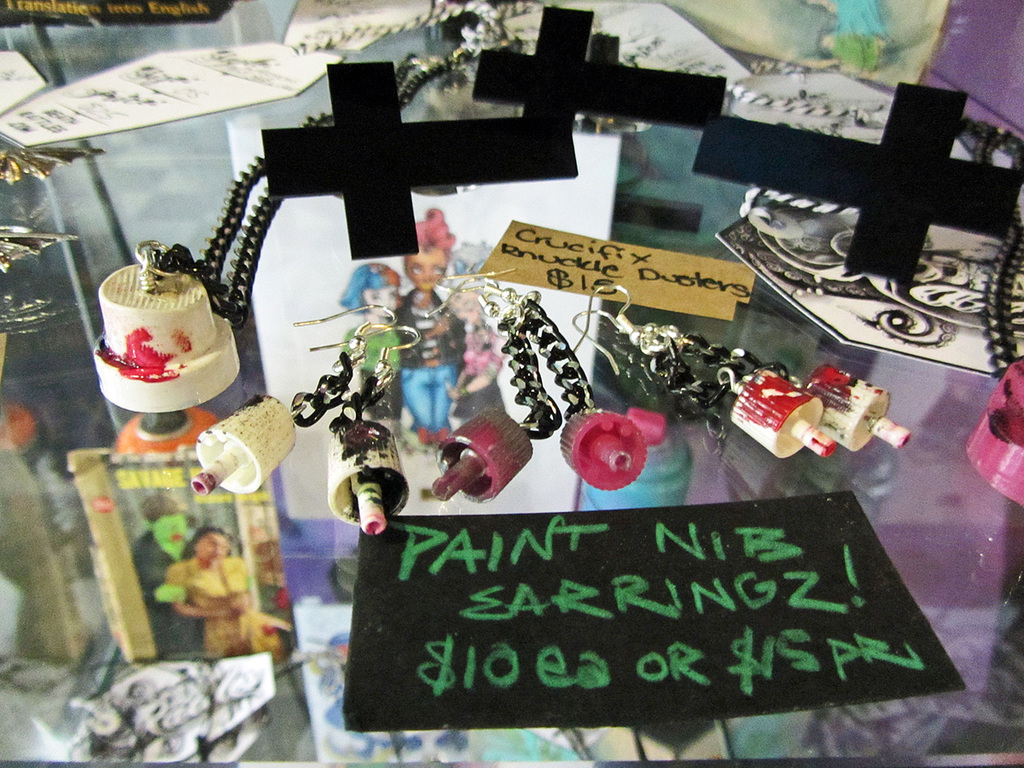 Translation into English
Crucifix
Knuckle Dusters
$15
SAVAGE
PAINT NIB
EARRINGZ!
$10 ea OR $15 PR